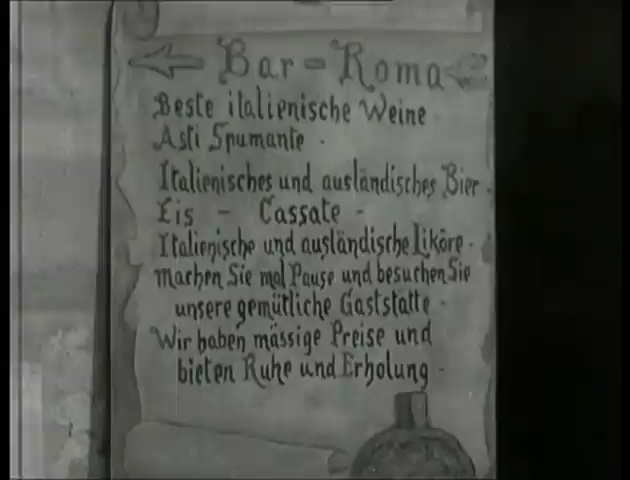 Bar - Roma
Beste italienische Weine
Asti Spumante -
Italienisches und ausländisches Bier -
Eis - Cassate -
Italienische und ausländische Liköre -
machen Sie mal Pause und besuchen Sie
unsere gemütliche Gaststätte -
Wir haben mässige Preise und
bieten Ruhe und Erholung -